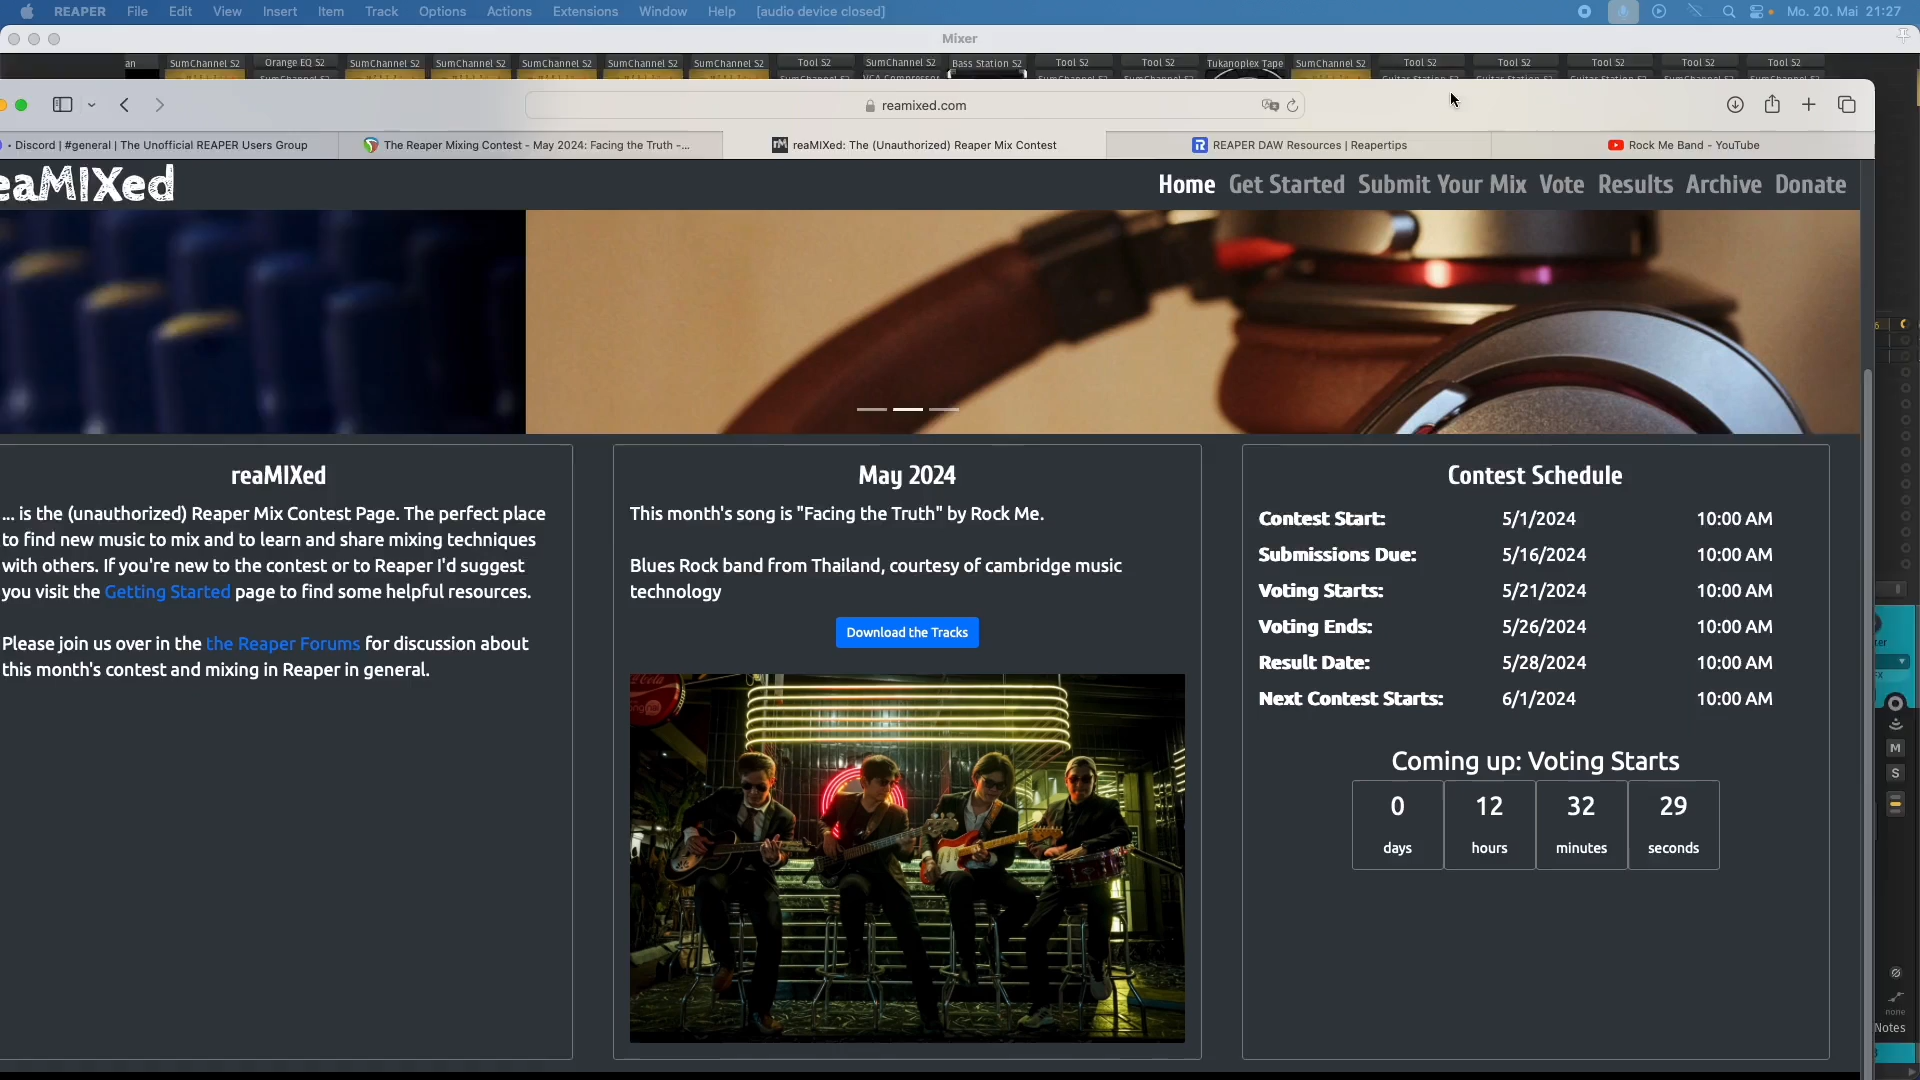 REAPER File Edit View Insert Item Track Options Actions Extensions Window Help [audio device closed] Mo. 20. Mai 21:27
Mixer
an SumChannel S2 Orange EQ S2 SumChannel S2 SumChannel S2 SumChannel S2 SumChannel S2 SumChannel S2 Tool S2 SumChannel S2 Bass Station S2 Tool S2 Tool S2 Tukanoplex Tape SumChannel S2 Tool S2 Tool S2 Tool S2 Tool S2 Tool S2
reamixed.com
• Discord | #general | The Unofficial REAPER Users Group
The Reaper Mixing Contest - May 2024: Facing the Truth -...
rM reaMIXed: The (Unauthorized) Reaper Mix Contest
REAPER DAW Resources | Reapertips
Rock Me Band - YouTube
eaMIXed
Home Get Started Submit Your Mix Vote Results Archive Donate
reaMIXed
... is the (unauthorized) Reaper Mix Contest Page. The perfect place
to find new music to mix and to learn and share mixing techniques
with others. If you're new to the contest or to Reaper I'd suggest
you visit the Getting Started page to find some helpful resources.
Please join us over in the the Reaper Forums for discussion about
this month's contest and mixing in Reaper in general.
May 2024
This month's song is "Facing the Truth" by Rock Me.
Blues Rock band from Thailand, courtesy of cambridge music
technology
Download the Tracks
Contest Schedule
Contest Start: 5/1/2024 10:00 AM
Submissions Due: 5/16/2024 10:00 AM
Voting Starts: 5/21/2024 10:00 AM
Voting Ends: 5/26/2024 10:00 AM
Result Date: 5/28/2024 10:00 AM
Next Contest Starts: 6/1/2024 10:00 AM
Coming up: Voting Starts
0 12 32 29
days hours minutes seconds
M
S
none
Notes